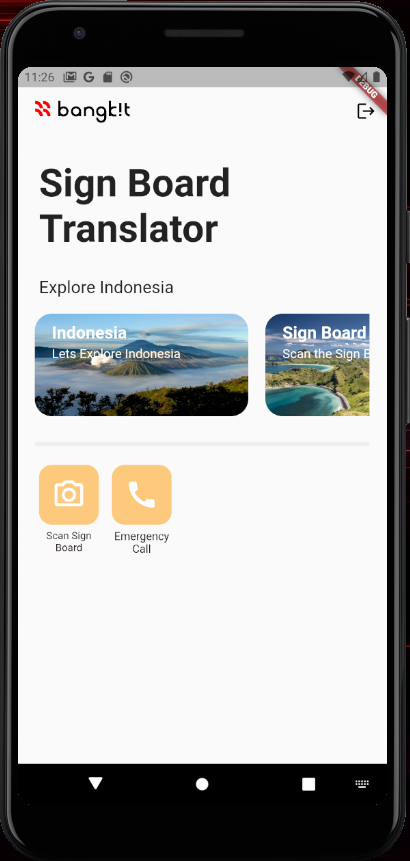 11:26
DEBUG
bangk!t
Sign Board
Translator
Explore Indonesia
Indonesia
Lets Explore Indonesia
Sign Board
Scan the Sign B
Scan Sign
Board
Emergency
Call